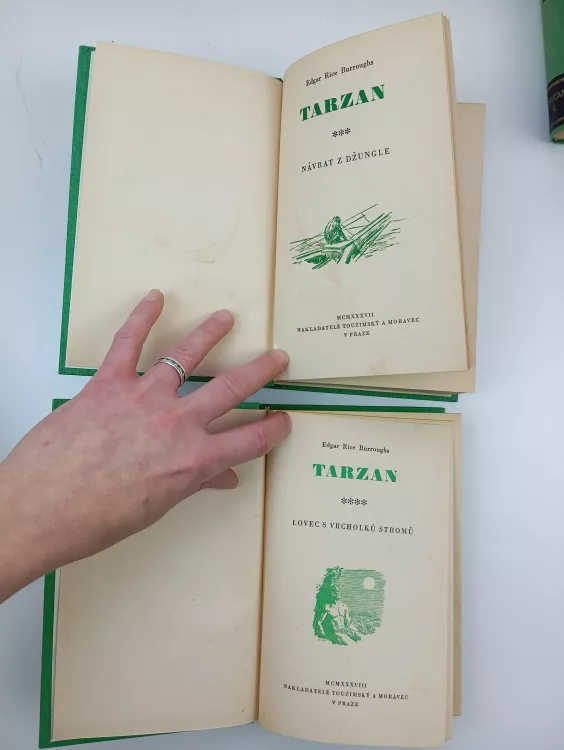 Edgar Rice Burroughs
TARZAN
***
NÁVRAT Z DŽUNGLE
MCMXXXVII
NAKLADATELÉ TOUŽIMSKÝ A MORAVEC
V PRAZE
Edgar Rice Burroughs
TARZAN
****
LOVEC S VRCHOLKŮ STROMŮ
MCMXXXVIII
NAKLADATELÉ TOUŽIMSKÝ A MORAVEC
V PRAZE